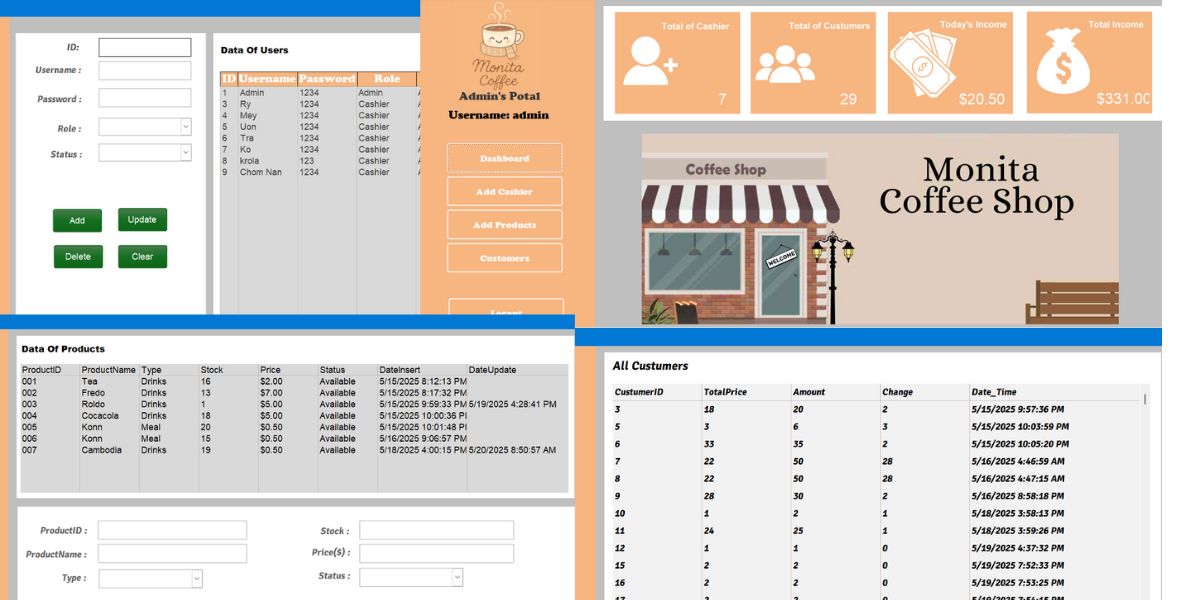 ID:
Username :
Password :
Role :
Status :
Add
Update
Delete
Clear
Data Of Users
ID Username Password Role
1 Admin 1234 Admin
3 Ry 1234 Cashier
4 Mey 1234 Cashier
5 Uon 1234 Cashier
6 Tra 1234 Cashier
7 Ko 1234 Cashier
8 krola 123 Cashier
9 Chom Nan 1234 Cashier
Monita
Coffee
Admin's Potal
Username: admin
Dashboard
Add Cashier
Add Products
Customers
Logout
Total of Cashier
7
Total of Customers
29
Today's Income
$20.50
Total Income
$331.00
Coffee Shop
WELCOME
Monita
Coffee Shop
Data Of Products
ProductID ProductName Type Stock Price Status DateInsert DateUpdate
001 Tea Drinks 16 $2.00 Available 5/15/2025 8:12:13 PM
002 Fredo Drinks 13 $7.00 Available 5/15/2025 8:17:32 PM
003 Roldo Drinks 1 $5.00 Available 5/15/2025 9:59:33 PM 5/19/2025 4:28:41 PM
004 Cocacola Drinks 18 $5.00 Available 5/15/2025 10:00:36 PI
005 Konn Meal 20 $0.50 Available 5/15/2025 10:01:48 PI
006 Konn Meal 15 $0.50 Available 5/16/2025 9:06:57 PM
007 Cambodia Drinks 19 $0.50 Available 5/18/2025 4:00:15 PM 5/20/2025 8:50:57 AM
ProductID :
ProductName :
Type :
Stock :
Price($) :
Status :
All Custumers
CustumerID TotalPrice Amount Change Date_Time
3 18 20 2 5/15/2025 9:57:36 PM
5 3 6 3 5/15/2025 10:03:59 PM
6 33 35 2 5/15/2025 10:05:20 PM
7 22 50 28 5/16/2025 4:46:59 AM
8 22 50 28 5/16/2025 4:47:15 AM
9 28 30 2 5/16/2025 8:58:18 PM
10 1 2 1 5/18/2025 3:58:13 PM
11 24 25 1 5/18/2025 3:59:26 PM
12 1 1 0 5/19/2025 4:37:32 PM
15 2 2 0 5/19/2025 7:52:33 PM
16 2 2 0 5/19/2025 7:53:25 PM
17 2 2 0 5/19/2025 7:54:15 PM